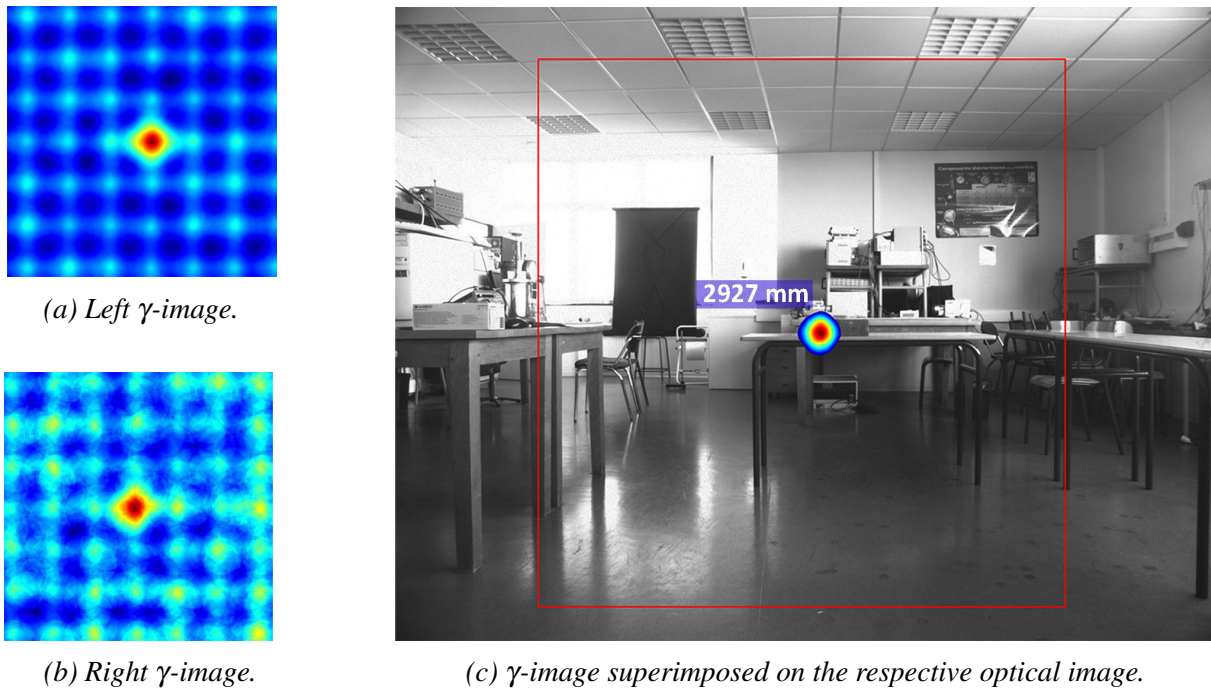 (a) Left γ-image.
(b) Right γ-image.
2927 mm
(c) γ-image superimposed on the respective optical image.